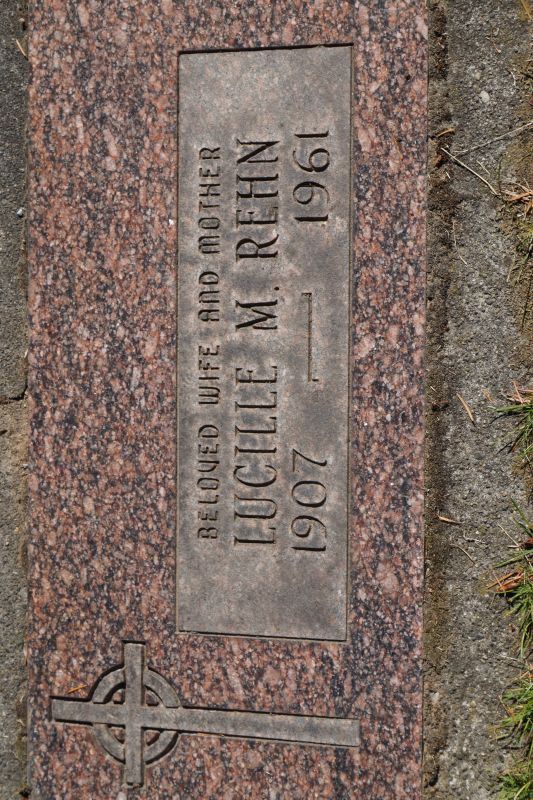 BELOVED WIFE AND MOTHER
LUCILLE M. REHN
1907 — 1961